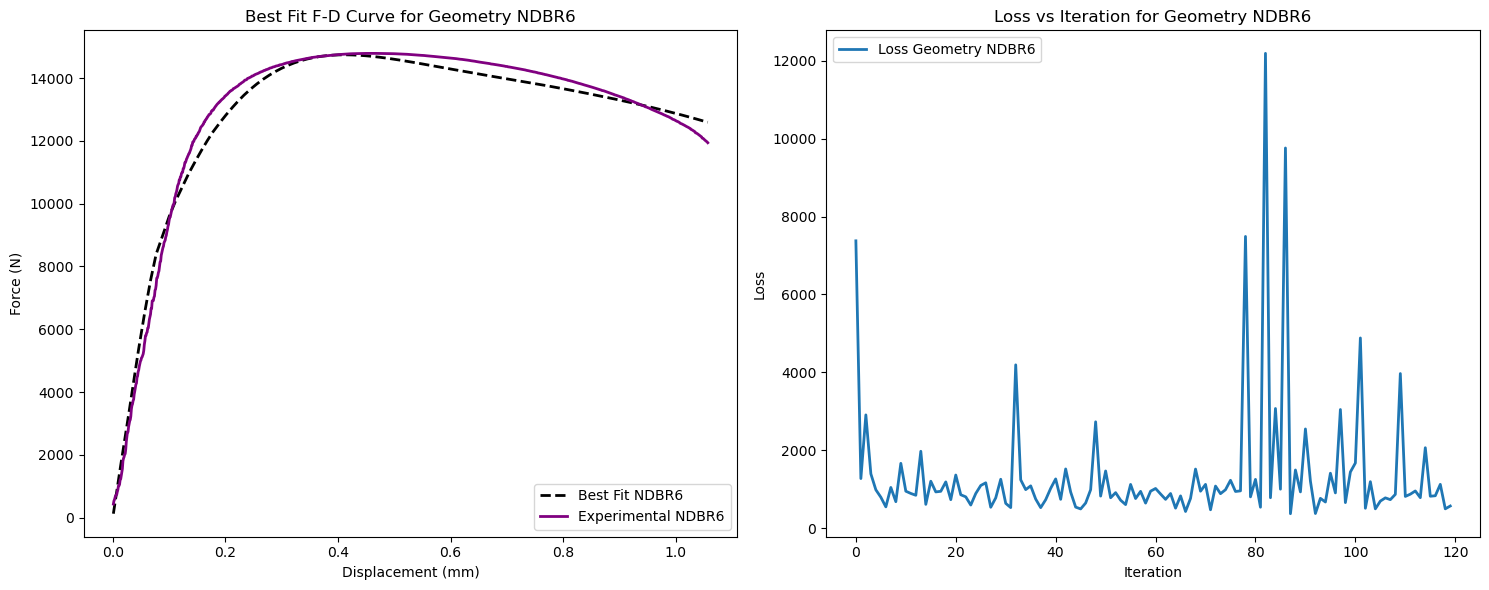 Best Fit F-D Curve for Geometry NDBR6
Force (N)
14000
12000
10000
8000
6000
4000
2000
0
0.0 0.2 0.4 0.6 0.8 1.0
Displacement (mm)
Best Fit NDBR6
Experimental NDBR6
Loss vs Iteration for Geometry NDBR6
Loss Geometry NDBR6
Loss
12000
10000
8000
6000
4000
2000
0
0 20 40 60 80 100 120
Iteration